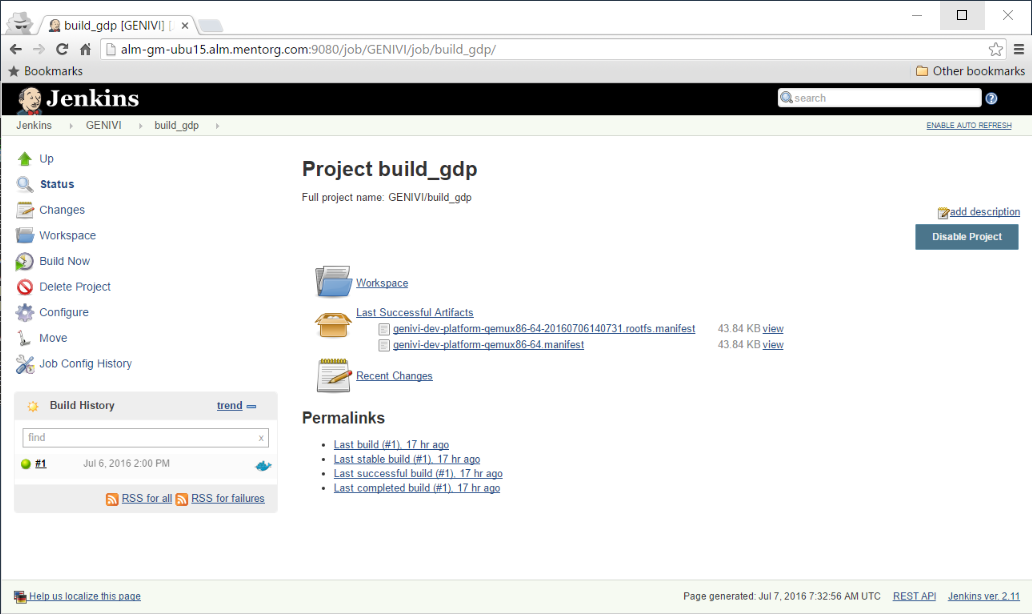 build_gdp [GENIVI] [.
alm-gm-ubu15.alm.mentorg.com:9080/job/GENIVI/job/build_gdp/
Bookmarks Other bookmarks
Jenkins search
Jenkins GENIVI build_gdp ENABLE AUTO REFRESH
Up
Status
Changes
Workspace
Build Now
Delete Project
Configure
Move
Job Config History
Build History trend
find x
#1 Jul 6, 2016 2:00 PM
RSS for all RSS for failures
Project build_gdp
Full project name: GENIVI/build_gdp
add description
Disable Project
Workspace
Last Successful Artifacts
genivi-dev-platform-qemux86-64-20160706140731.rootfs.manifest 43.84 KB view
genivi-dev-platform-qemux86-64.manifest 43.84 KB view
Recent Changes
Permalinks
Last build (#1), 17 hr ago
Last stable build (#1), 17 hr ago
Last successful build (#1), 17 hr ago
Last completed build (#1), 17 hr ago
Help us localize this page Page generated: Jul 7, 2016 7:32:56 AM UTC REST API Jenkins ver. 2.11